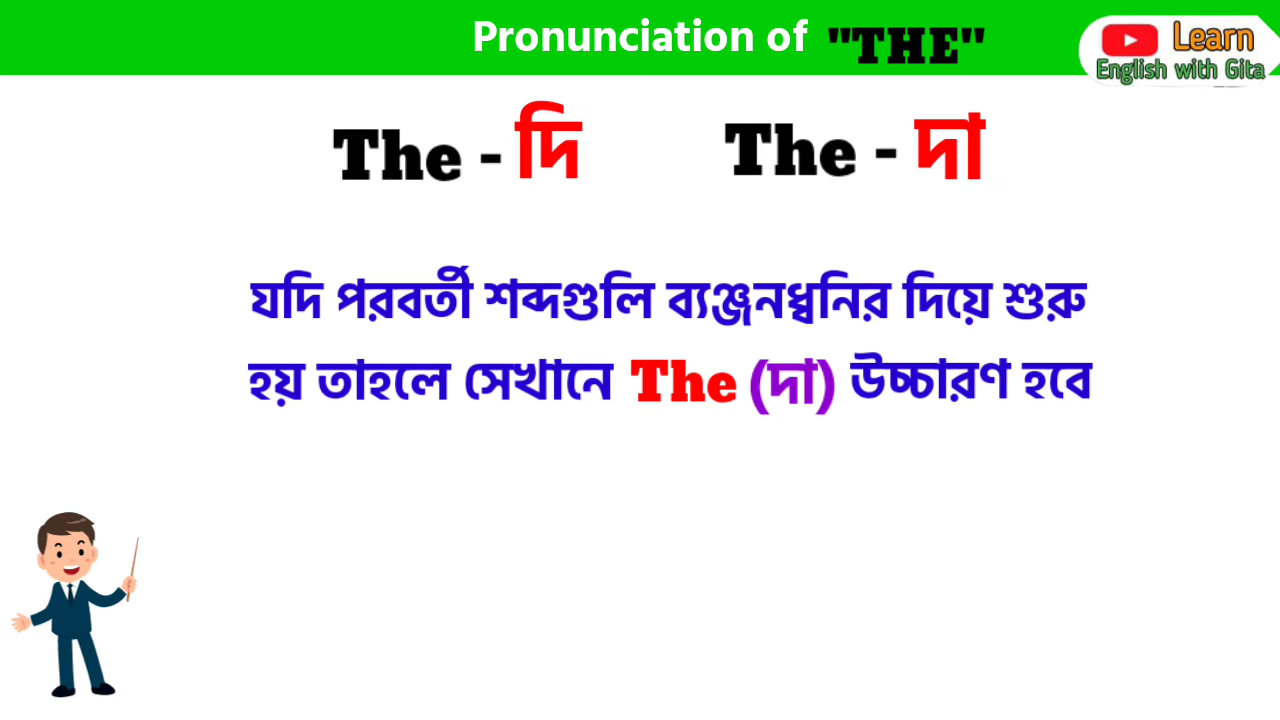 Pronunciation of "THE"
Learn
English with Gita
The - দি The - দা
যদি পরবর্তী শব্দগুলি ব্যঞ্জনধ্বনির দিয়ে শুরু
হয় তাহলে সেখানে The (দা) উচ্চারণ হবে